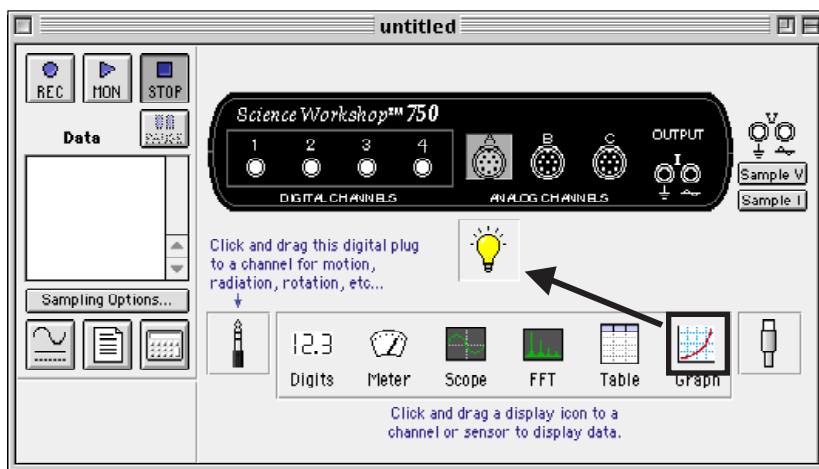 untitled
REC MON STOP
PAUSE
Data
Sampling Options...
Science Workshop™ 750
1 2 3 4
DIGITAL CHANNELS
A B C
ANALOG CHANNELS
OUTPUT
I
V
Sample V
Sample I
Click and drag this digital plug
to a channel for motion,
radiation, rotation, etc...
12.3
Digits Meter Scope FFT Table Graph
Click and drag a display icon to a
channel or sensor to display data.